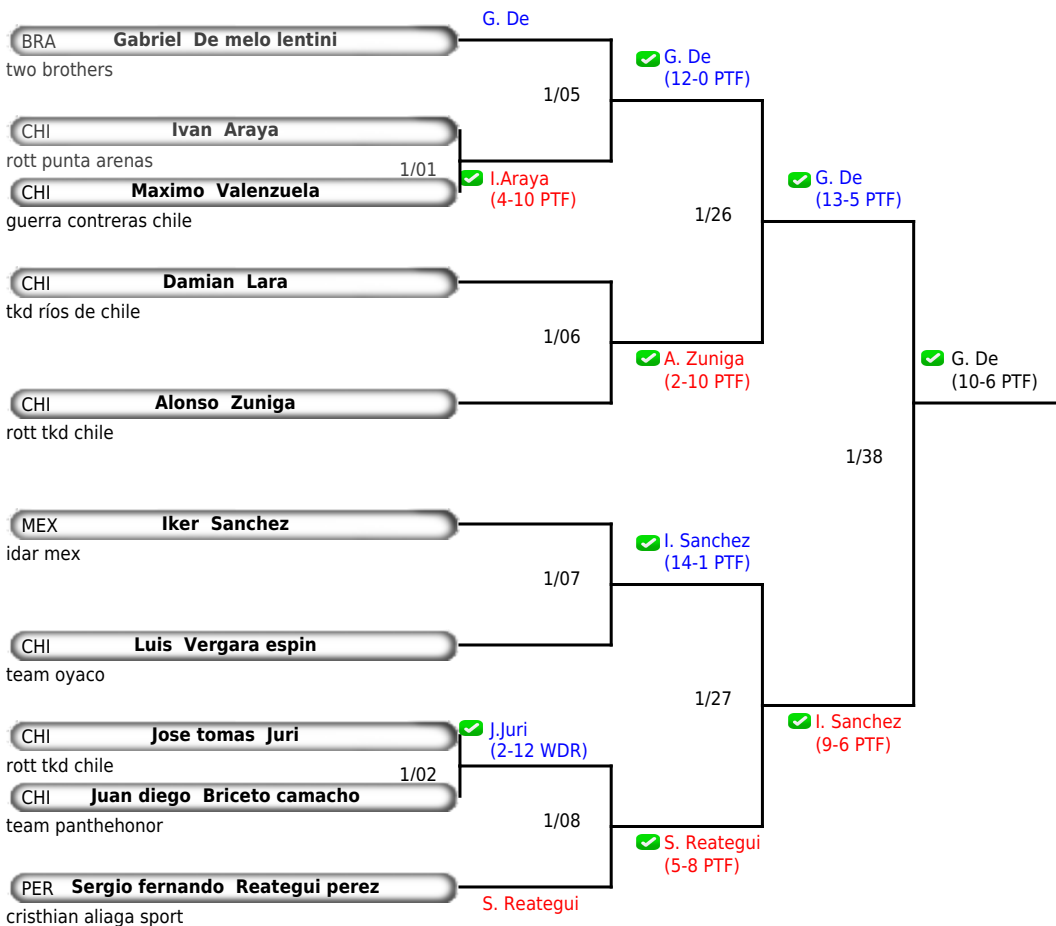 G. De
BRA Gabriel De melo lentini
two brothers
G. De
(12-0 PTF)
1/05
CHI Ivan Araya
rott punta arenas
1/01
I.Araya
(4-10 PTF)
CHI Maximo Valenzuela
guerra contreras chile
G. De
(13-5 PTF)
1/26
CHI Damian Lara
tkd ríos de chile
1/06
A. Zuniga
(2-10 PTF)
G. De
(10-6 PTF)
CHI Alonso Zuniga
rott tkd chile
1/38
MEX Iker Sanchez
idar mex
I. Sanchez
(14-1 PTF)
1/07
CHI Luis Vergara espin
team oyaco
1/27
I. Sanchez
(9-6 PTF)
CHI Jose tomas Juri
rott tkd chile
J.Juri
(2-12 WDR)
1/02
CHI Juan diego Briceto camacho
team panthehonor
1/08
S. Reategui
(5-8 PTF)
PER Sergio fernando Reategui perez
cristhian aliaga sport
S. Reategui